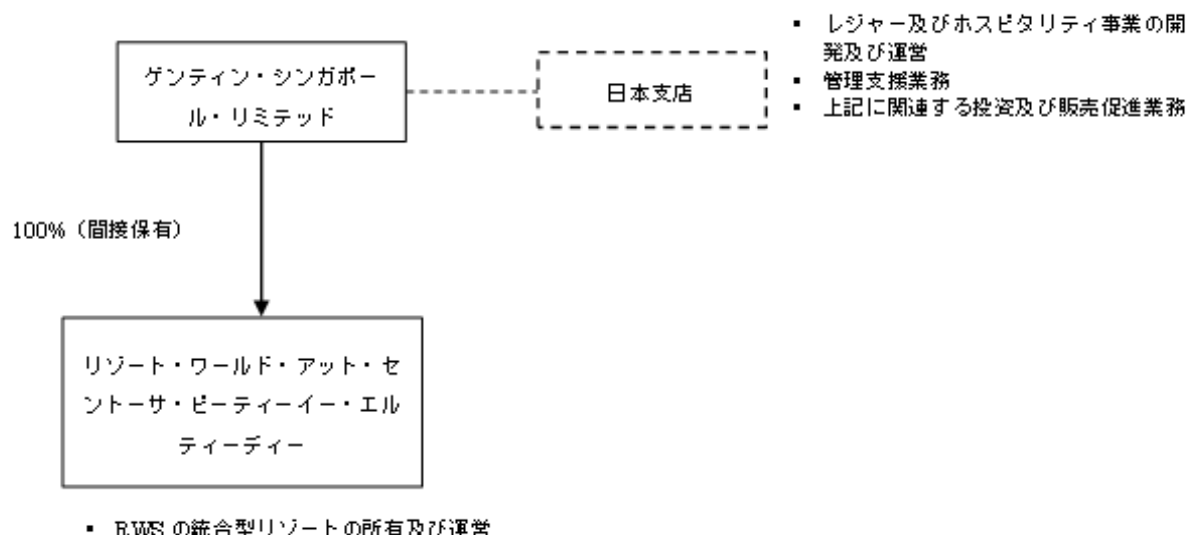 ▪ レジャー及びホスピタリティ事業の開
発及び運営
▪ 管理支援業務
▪ 上記に関連する投資及び販売促進業務
ゲンティン・シンガポー
ル・リミテッド
日本支店
100%（間接保有）
リゾート・ワールド・アット・セ
ントーサ・ピーティーイー・エル
ティーディー
▪ RWS の統合型リゾートの所有及び運営